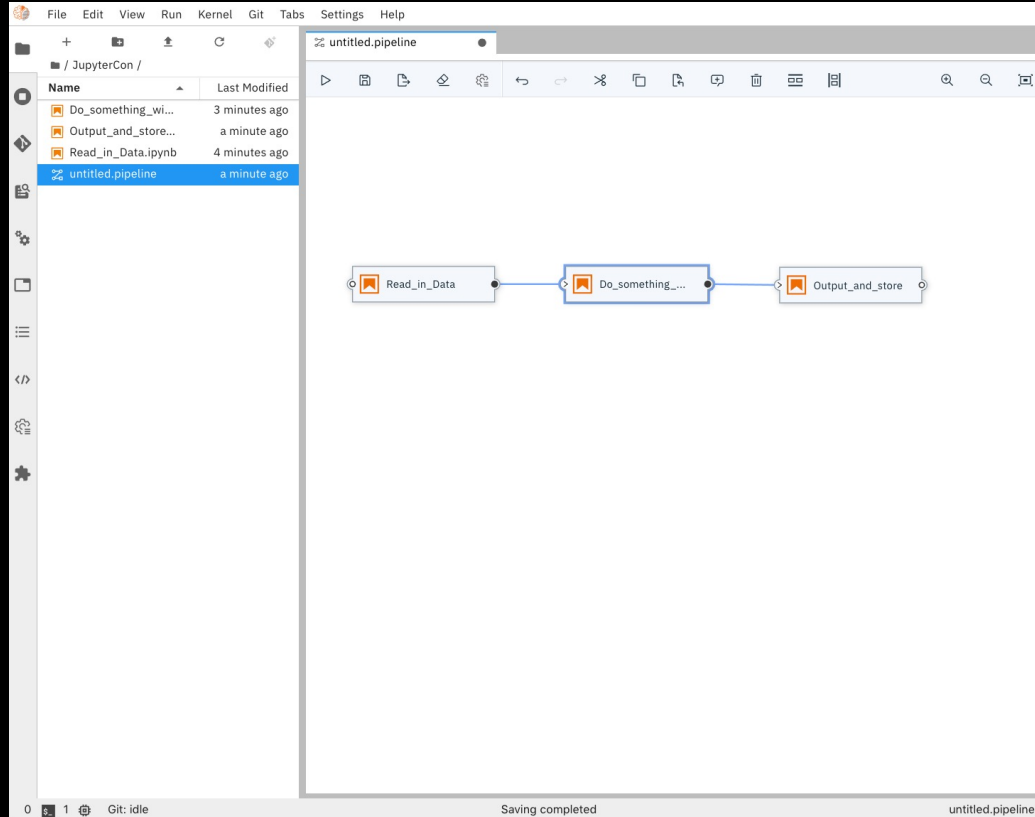 File Edit View Run Kernel Git Tabs Settings Help
untitled.pipeline
/ JupyterCon /
Name Last Modified
Do_something_wi... 3 minutes ago
Output_and_store... a minute ago
Read_in_Data.ipynb 4 minutes ago
untitled.pipeline a minute ago
Read_in_Data Do_something_... Output_and_store
0 $_ 1 Git: idle Saving completed untitled.pipeline